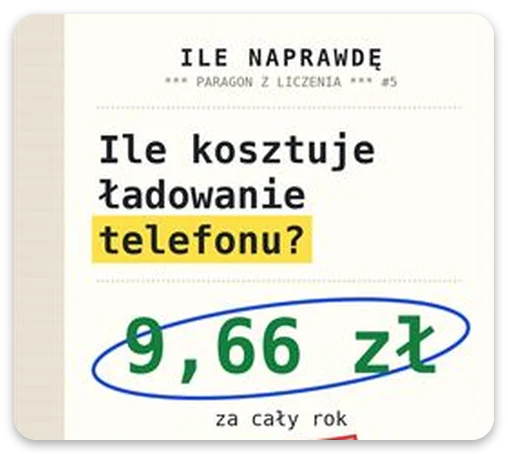 ILE NAPRAWDĘ
*** PARAGON Z LICZENIA *** #5
Ile kosztuje
ładowanie
telefonu?
9,66 zł
za cały rok